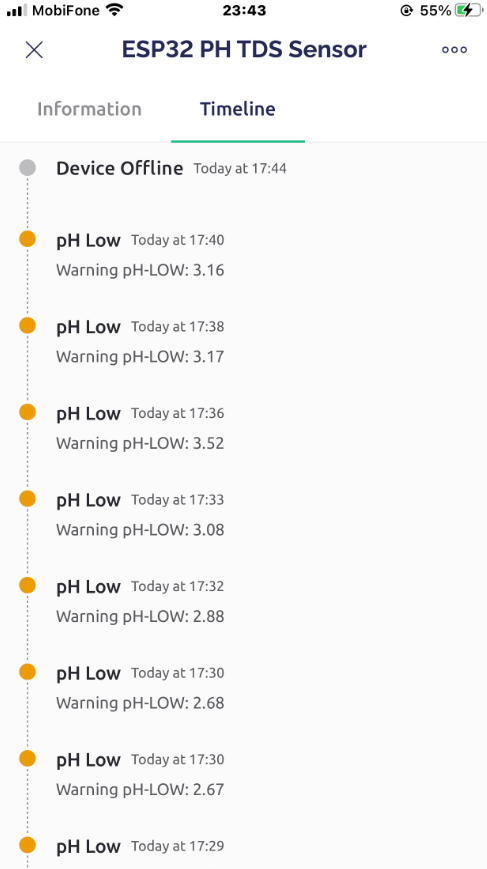 MobiFone 23:43 55%
ESP32 PH TDS Sensor
Information Timeline
Device Offline Today at 17:44
pH Low Today at 17:40
Warning pH-LOW: 3.16
pH Low Today at 17:38
Warning pH-LOW: 3.17
pH Low Today at 17:36
Warning pH-LOW: 3.52
pH Low Today at 17:33
Warning pH-LOW: 3.08
pH Low Today at 17:32
Warning pH-LOW: 2.88
pH Low Today at 17:30
Warning pH-LOW: 2.68
pH Low Today at 17:30
Warning pH-LOW: 2.67
pH Low Today at 17:29